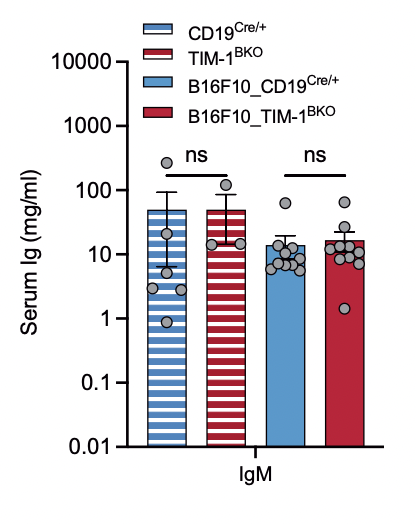 CD19Cre/+
TIM-1BKO
B16F10_CD19Cre/+
B16F10_TIM-1BKO
10000
1000
100
10
1
0.1
0.01
Serum Ig (mg/ml)
ns
ns
IgM